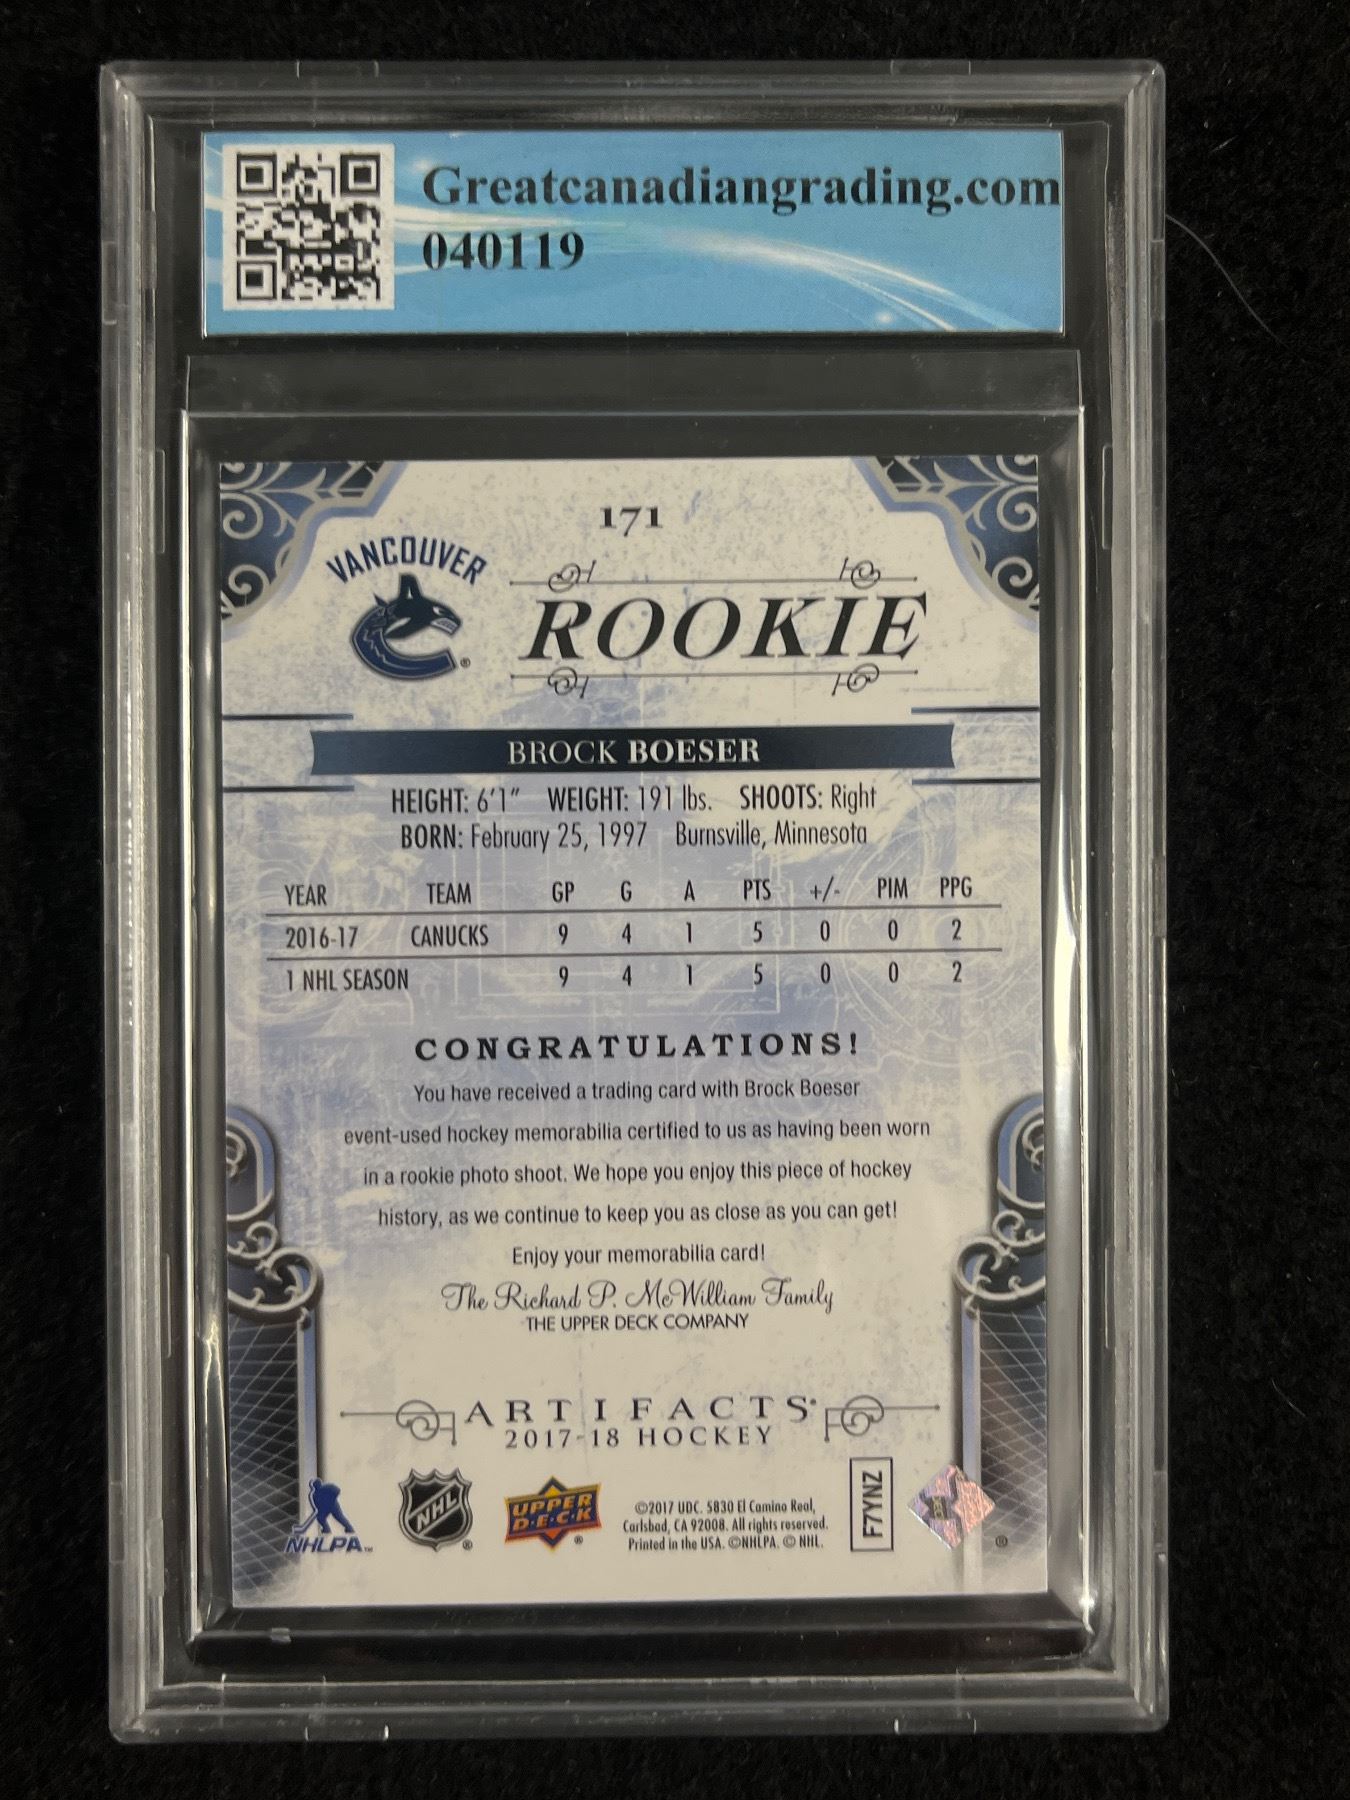 Greatcanadiangrading.com
040119
171
VANCOUVER
ROOKIE
BROCK BOESER
HEIGHT: 6'1" WEIGHT: 191 lbs. SHOOTS: Right
BORN: February 25, 1997 Burnsville, Minnesota
YEAR TEAM GP G A PTS +/- PIM PPG
2016-17 CANUCKS 9 4 1 5 0 0 2
1 NHL SEASON 9 4 1 5 0 0 2
CONGRATULATIONS!
You have received a trading card with Brock Boeser
event-used hockey memorabilia certified to us as having been worn
in a rookie photo shoot. We hope you enjoy this piece of hockey
history, as we continue to keep you as close as you can get!
Enjoy your memorabilia card!
The Richard P. McWilliam Family
THE UPPER DECK COMPANY
ARTIFACTS
2017-18 HOCKEY
NHLPA™
NHL
UPPER
D·E·C·K
©2017 UDC. 5830 El Camino Real,
Carlsbad, CA 92008. All rights reserved.
Printed in the USA. ©NHLPA. © NHL.
F7YNZ